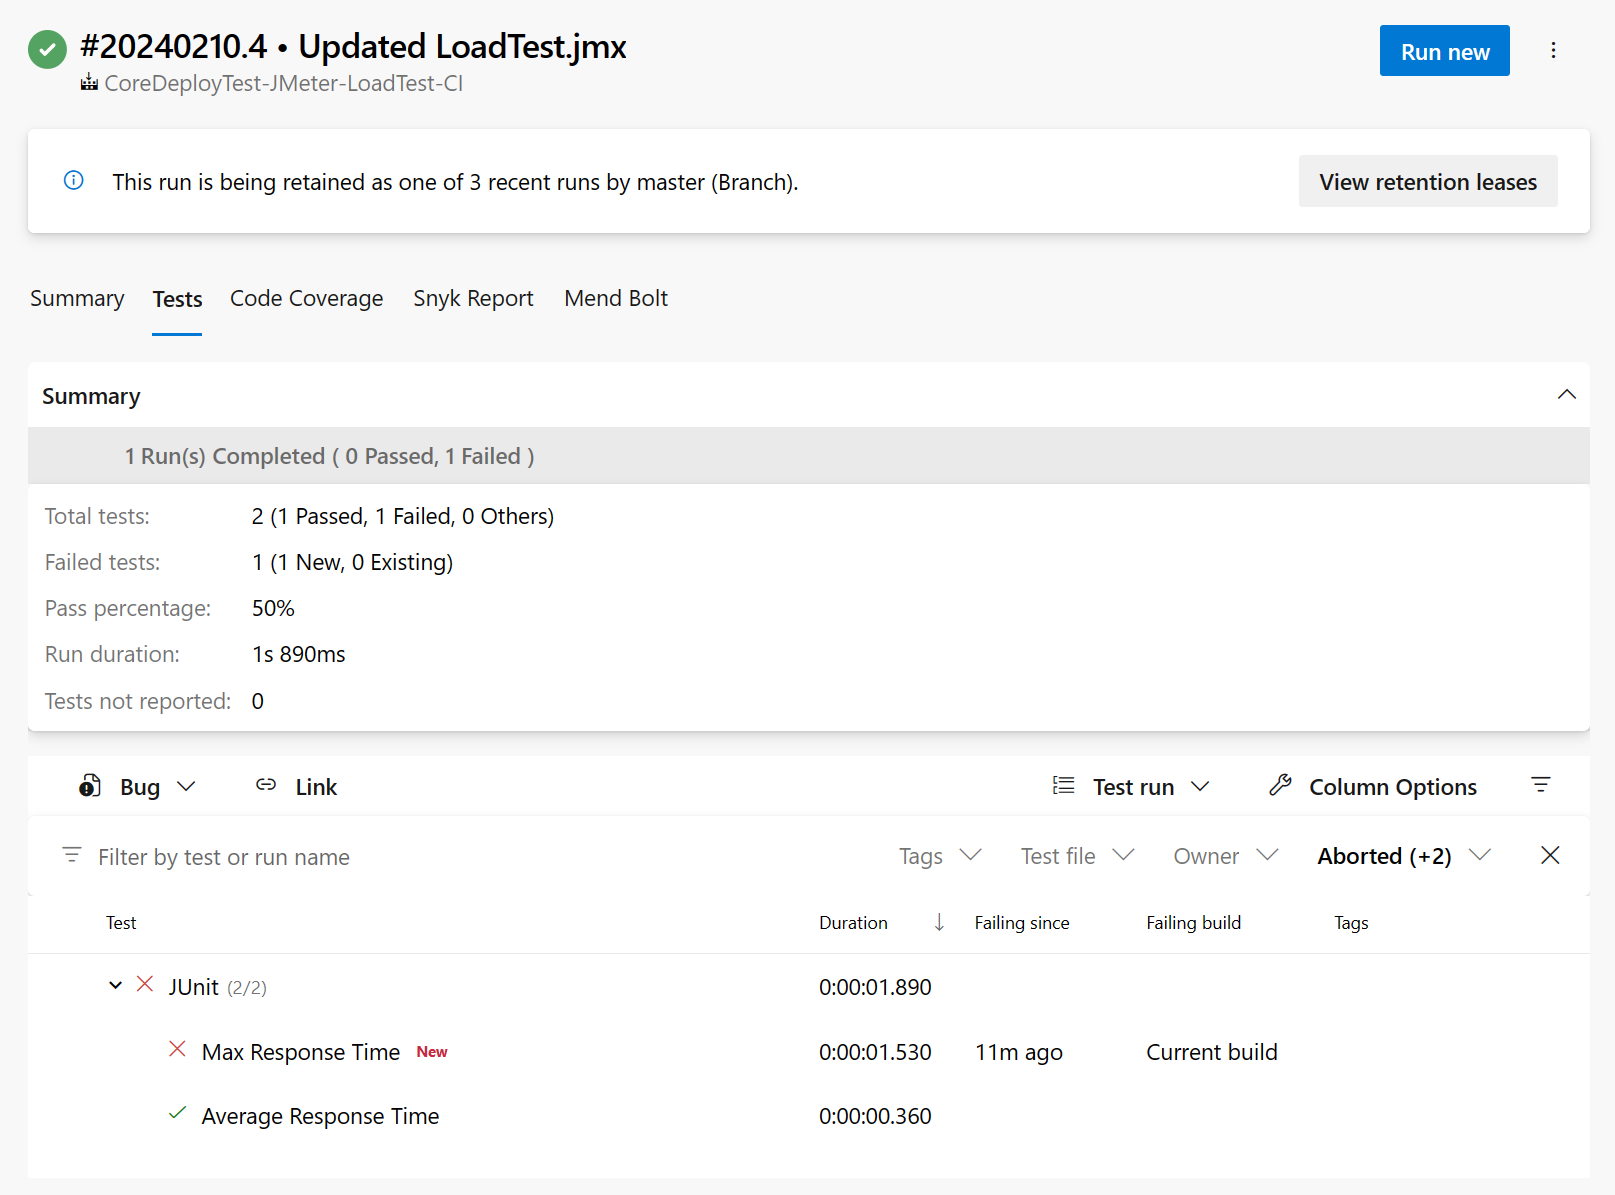 #20240210.4 • Updated LoadTest.jmx
CoreDeployTest-JMeter-LoadTest-CI
Run new
This run is being retained as one of 3 recent runs by master (Branch).
View retention leases
Summary Tests Code Coverage Snyk Report Mend Bolt
Summary
1 Run(s) Completed ( 0 Passed, 1 Failed )
Total tests: 2 (1 Passed, 1 Failed, 0 Others)
Failed tests: 1 (1 New, 0 Existing)
Pass percentage: 50%
Run duration: 1s 890ms
Tests not reported: 0
Bug Link Test run Column Options
Filter by test or run name Tags Test file Owner Aborted (+2)
Test Duration Failing since Failing build Tags
JUnit (2/2) 0:00:01.890
Max Response Time New 0:00:01.530 11m ago Current build
Average Response Time 0:00:00.360